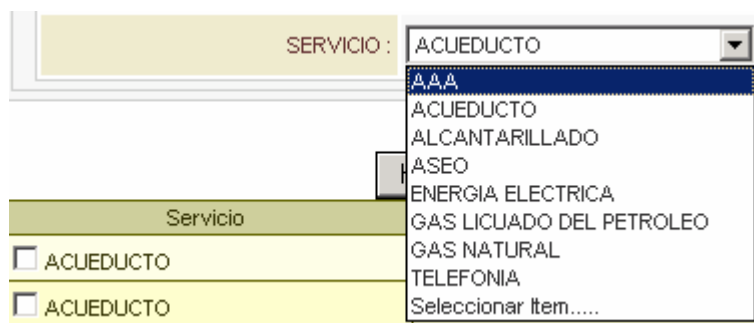 SERVICIO : ACUEDUCTO
AAA
ACUEDUCTO
ALCANTARILLADO
ASEO
ENERGIA ELECTRICA
GAS LICUADO DEL PETROLEO
GAS NATURAL
TELEFONIA
Seleccionar Item.....
Servicio
ACUEDUCTO
ACUEDUCTO